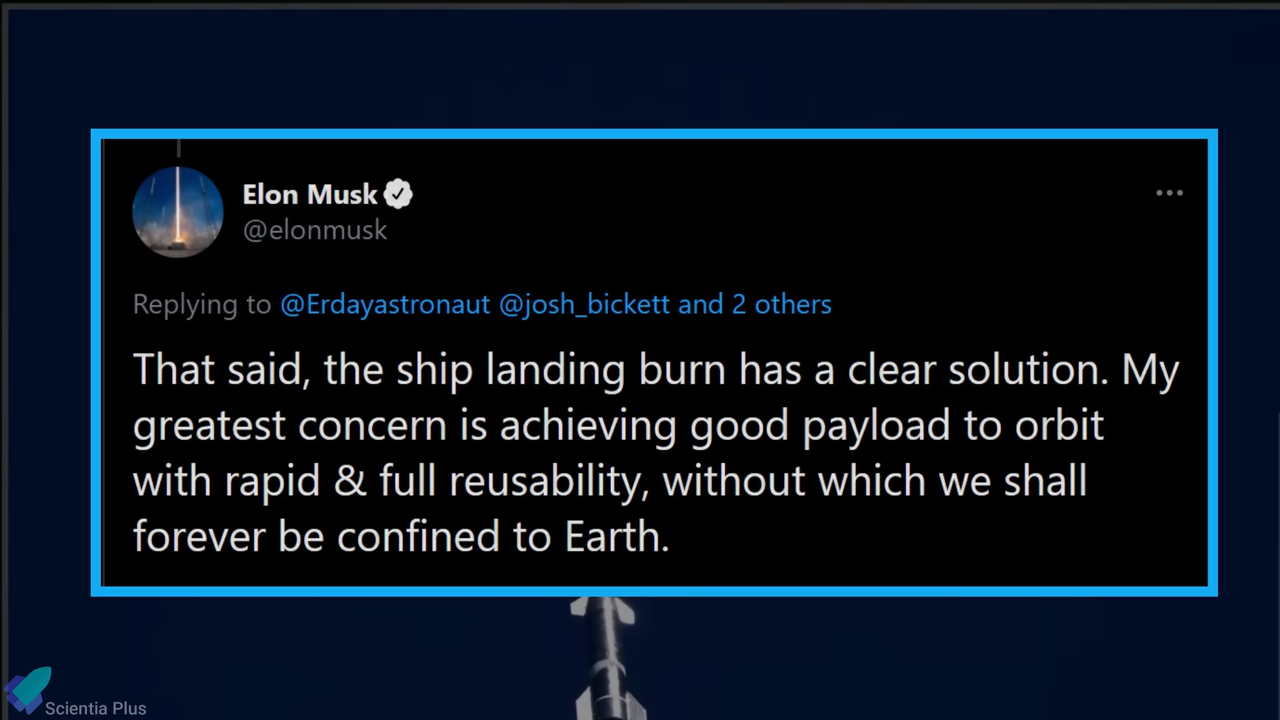 Elon Musk
@elonmusk
Replying to @Erdayastronaut @josh_bickett and 2 others
That said, the ship landing burn has a clear solution. My
greatest concern is achieving good payload to orbit
with rapid & full reusability, without which we shall
forever be confined to Earth.
Scientia Plus